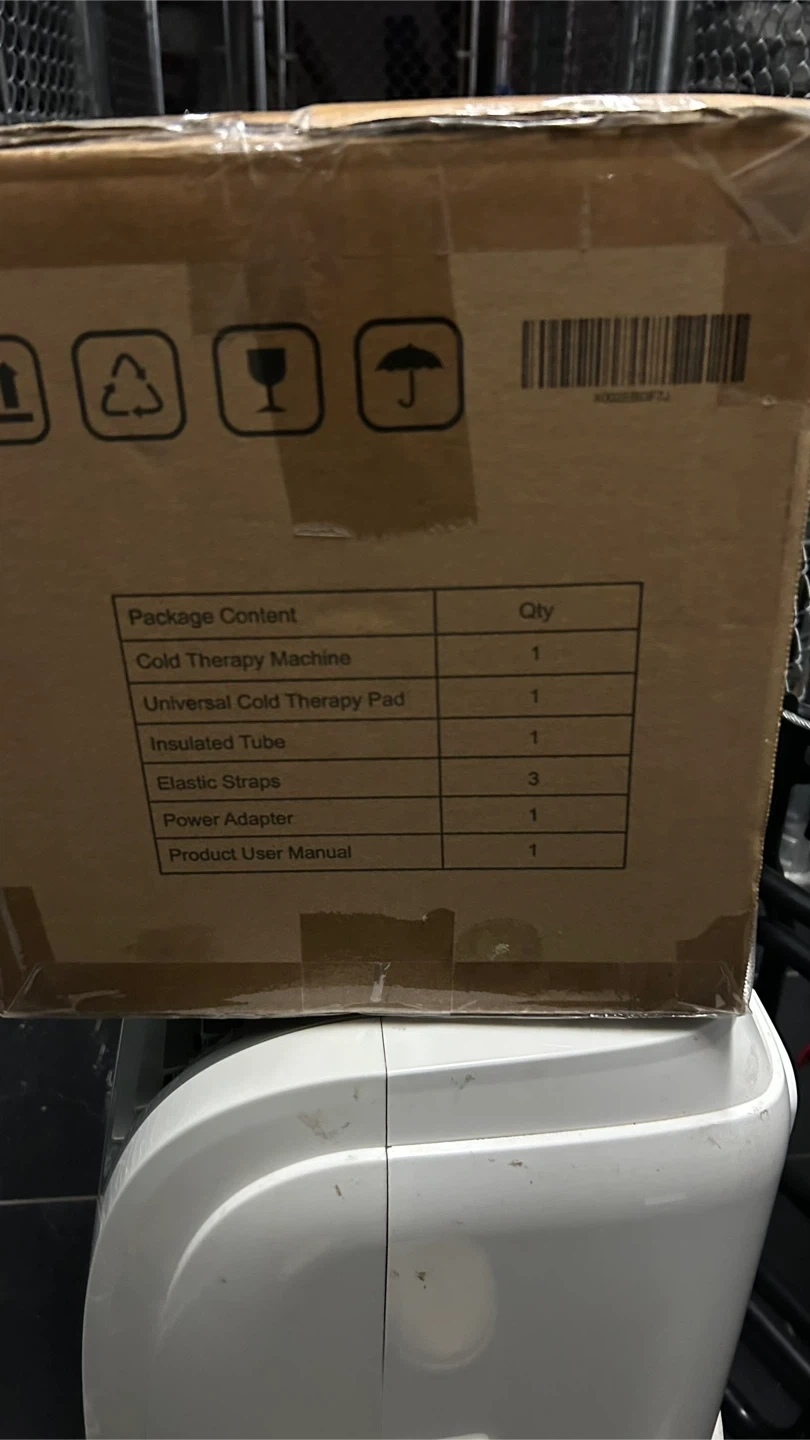 Package Content Qty
Cold Therapy Machine 1
Universal Cold Therapy Pad 1
Insulated Tube 1
Elastic Straps 3
Power Adapter 1
Product User Manual 1